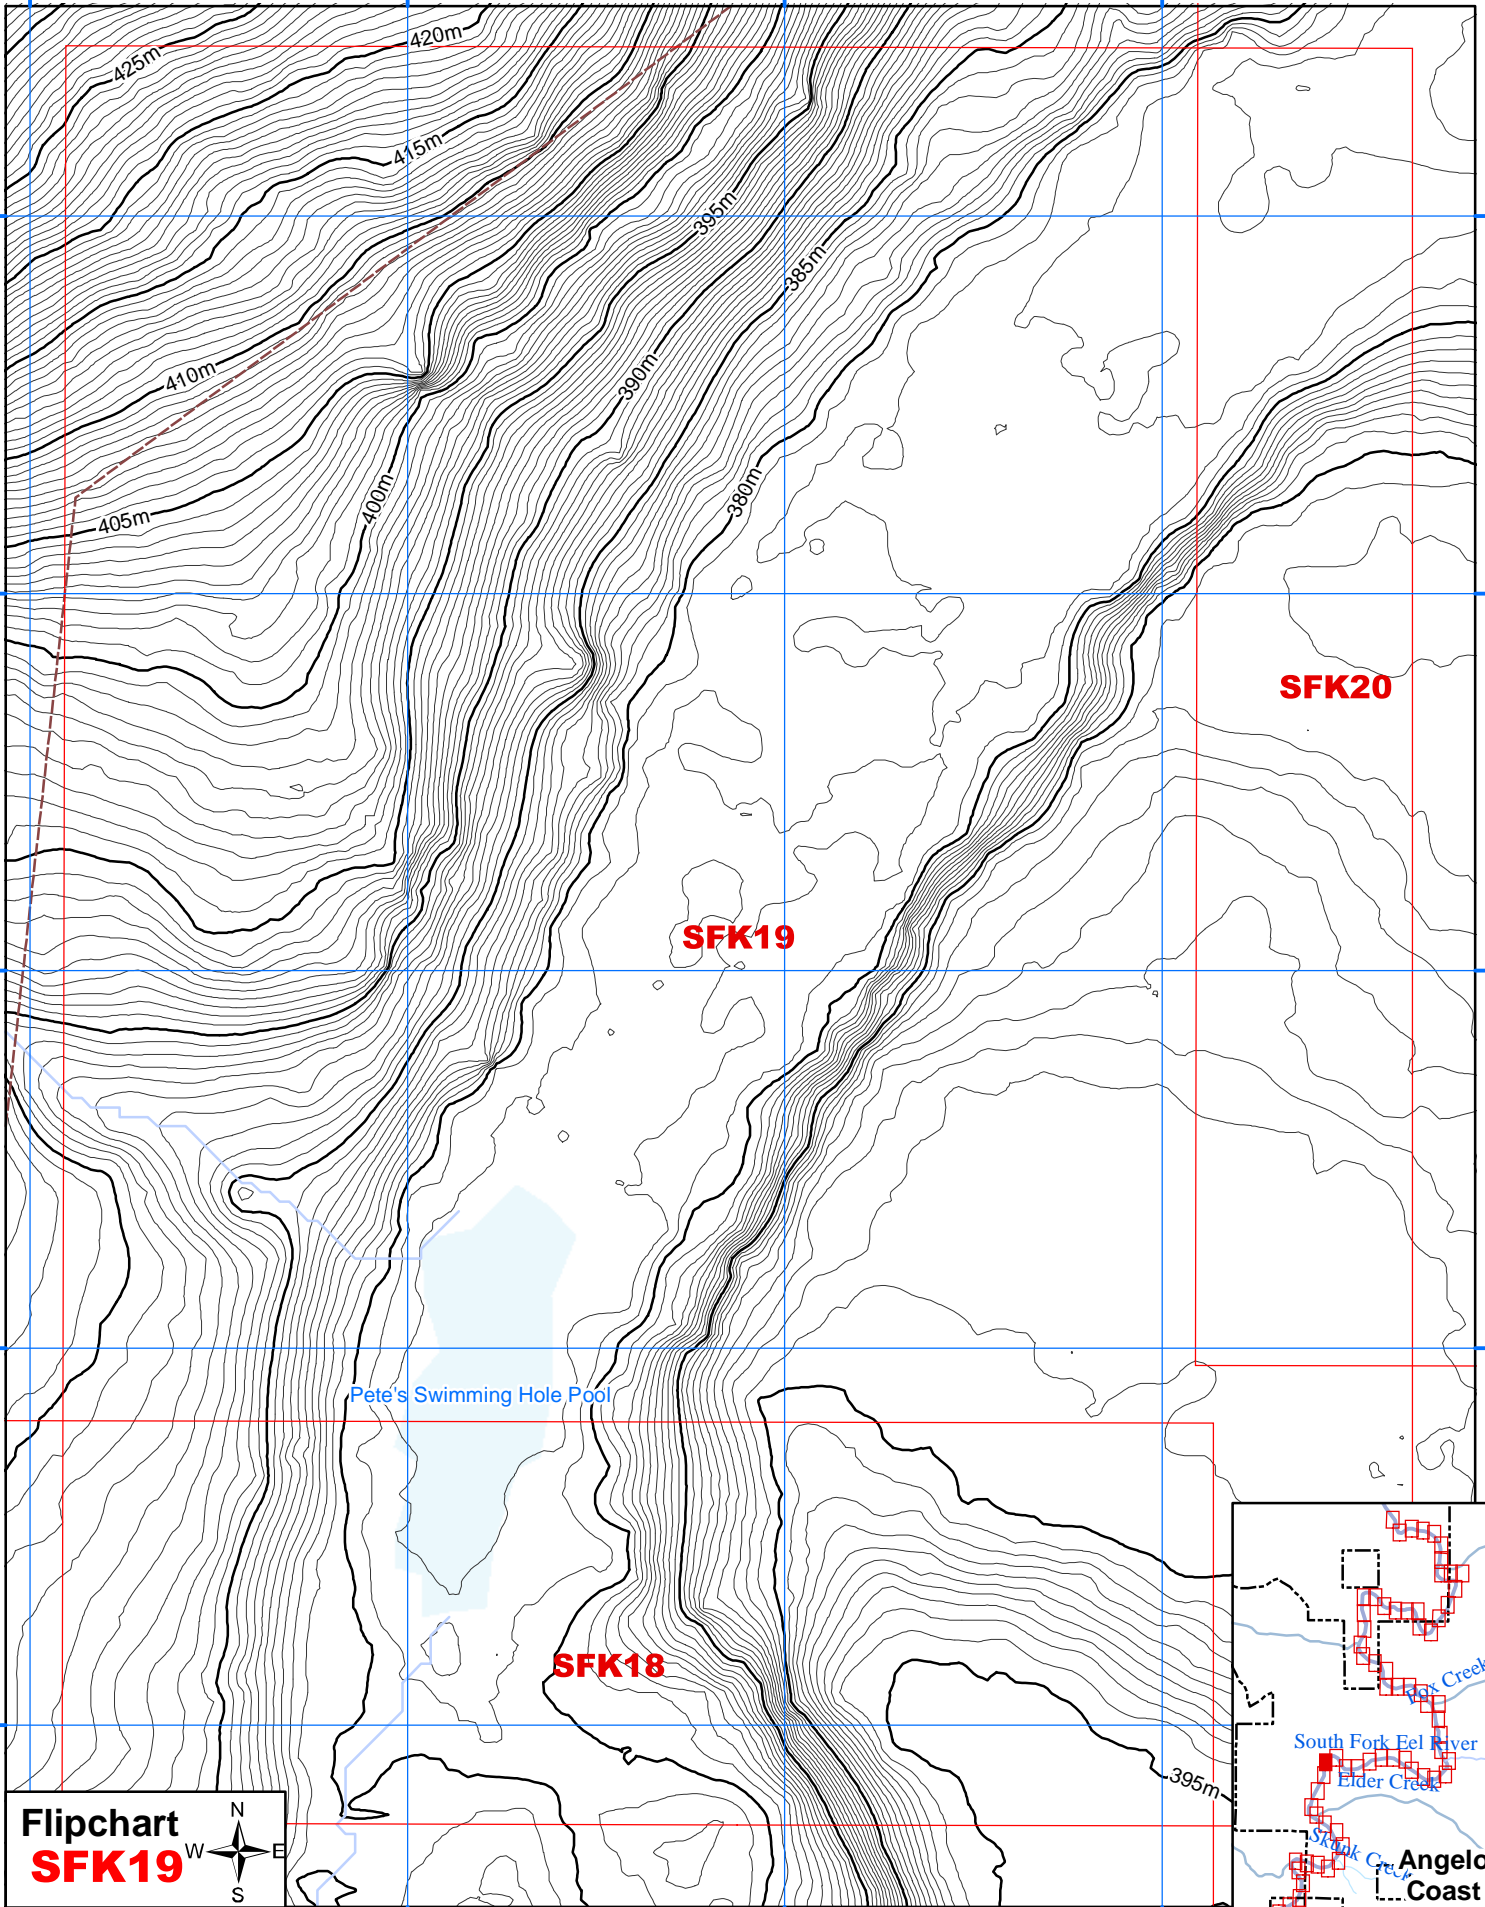 420m
425m
415m
395m
385m
410m
390m
400m
380m
405m
SFK20
SFK19
Pete's Swimming Hole Pool
SFK18
395m
Fox Creek
South Fork Eel River
Elder Creek
Skunk Creek
Angelo
Coast
Flipchart
SFK19
N
W
E
S